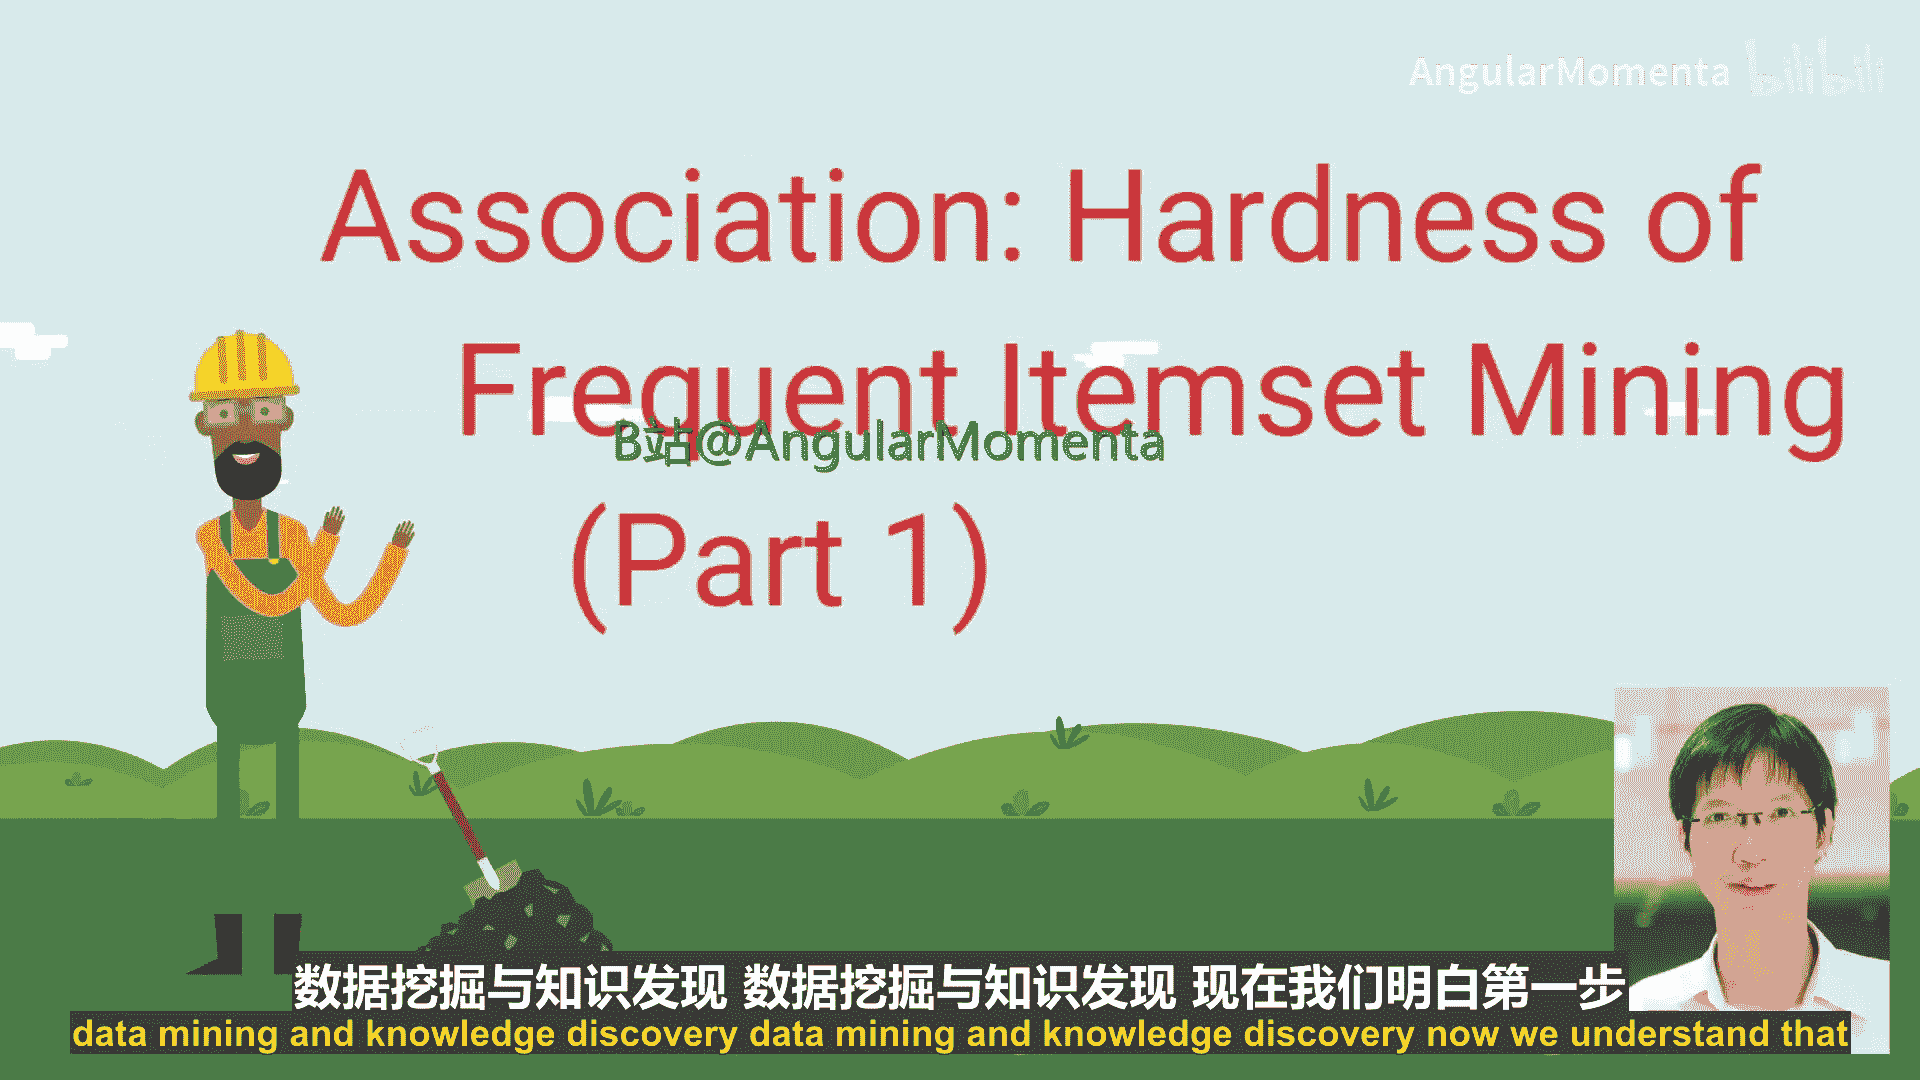 AngularMomenta bilibili
Association: Hardness of
Frequent Itemset Mining
B站@AngularMomenta
(Part 1)
数据挖掘与知识发现 数据挖掘与知识发现 现在我们明白第一步
data mining and knowledge discovery data mining and knowledge discovery now we understand that